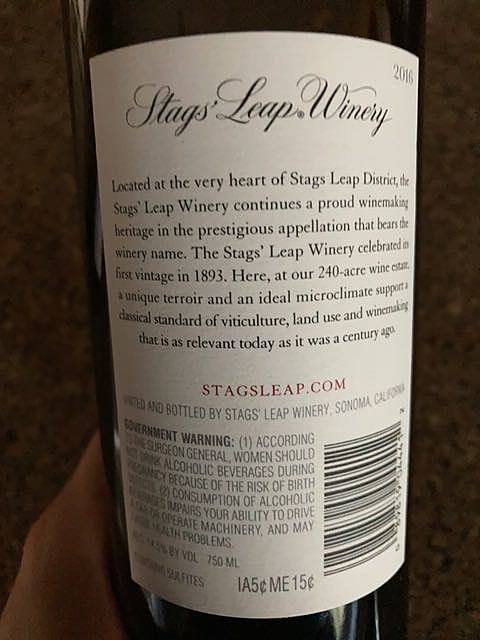 2016
Stags' Leap Winery
Located at the very heart of Stags Leap District, the
Stags' Leap Winery continues a proud winemaking
heritage in the prestigious appellation that bears the
winery name. The Stags' Leap Winery celebrated its
first vintage in 1893. Here, at our 240-acre wine estate,
a unique terroir and an ideal microclimate support a
classical standard of viticulture, land use and winemaking
that is as relevant today as it was a century ago.
STAGSLEAP.COM
VINTED AND BOTTLED BY STAGS' LEAP WINERY, SONOMA, CALIFORNIA
GOVERNMENT WARNING: (1) ACCORDING
TO THE SURGEON GENERAL, WOMEN SHOULD
NOT DRINK ALCOHOLIC BEVERAGES DURING
PREGNANCY BECAUSE OF THE RISK OF BIRTH
DEFECTS. (2) CONSUMPTION OF ALCOHOLIC
BEVERAGES IMPAIRS YOUR ABILITY TO DRIVE
A CAR OR OPERATE MACHINERY, AND MAY
CAUSE HEALTH PROBLEMS.
% BY VOL 750 ML
CONTAINS SULFITES
IA5¢ ME 15¢